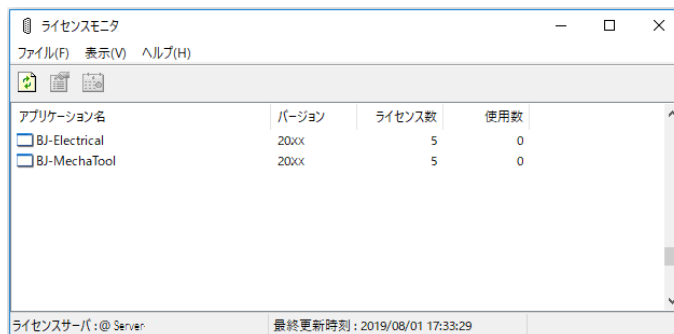 ライセンスモニタ
ファイル(F) 表示(V) ヘルプ(H)
アプリケーション名 バージョン ライセンス数 使用数
BJ-Electrical 20xx 5 0
BJ-MechaTool 20xx 5 0
ライセンスサーバ:@ Server 最終更新時刻 : 2019/08/01 17:33:29